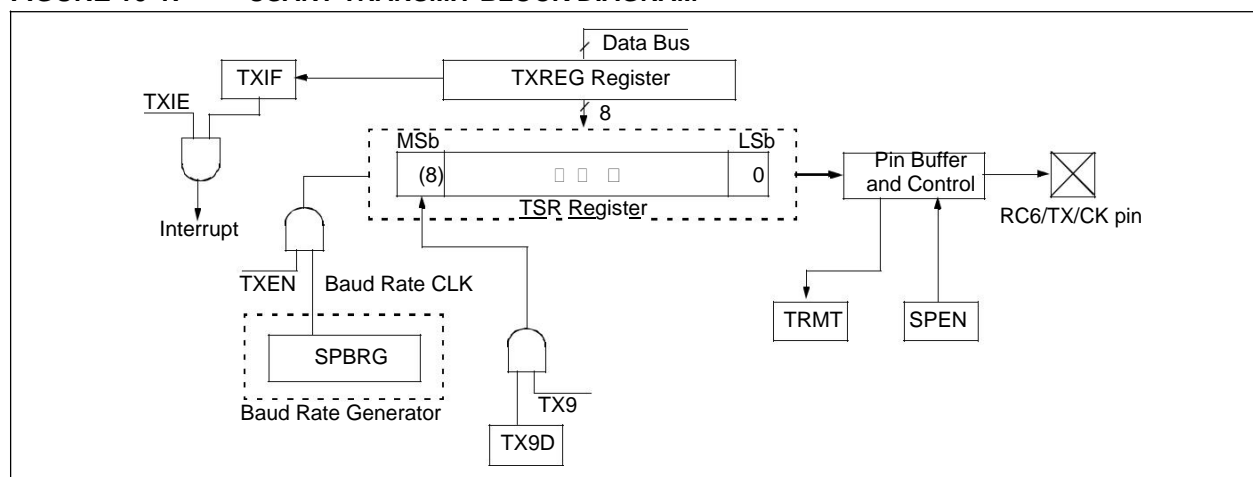 Data Bus
TXIF
TXREG Register
TXIE
8
MSb
LSb
(8)
0
Pin Buffer
and Control
TSR Register
Interrupt
RC6/TX/CK pin
TXEN
Baud Rate CLK
TRMT
SPEN
SPBRG
TX9
Baud Rate Generator
TX9D